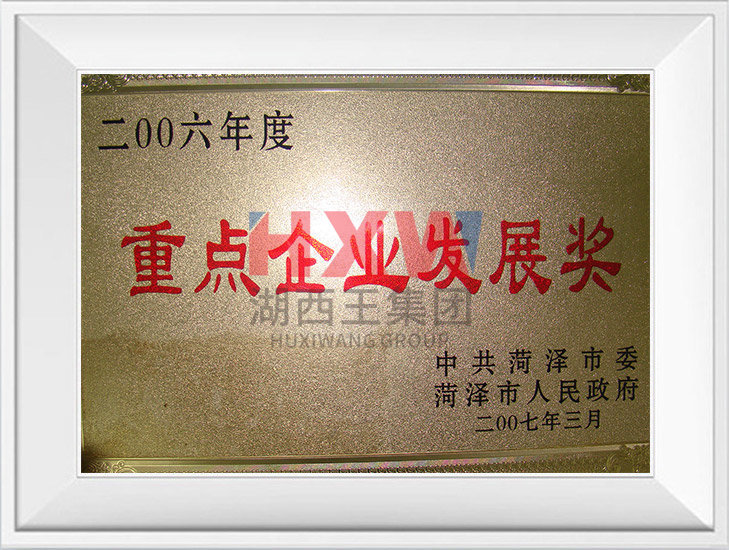 二00六年度
重点企业发展奖
HXW
湖西王集团
HUXIWANG GROUP
中共菏泽市委
菏泽市人民政府
二00七年三月